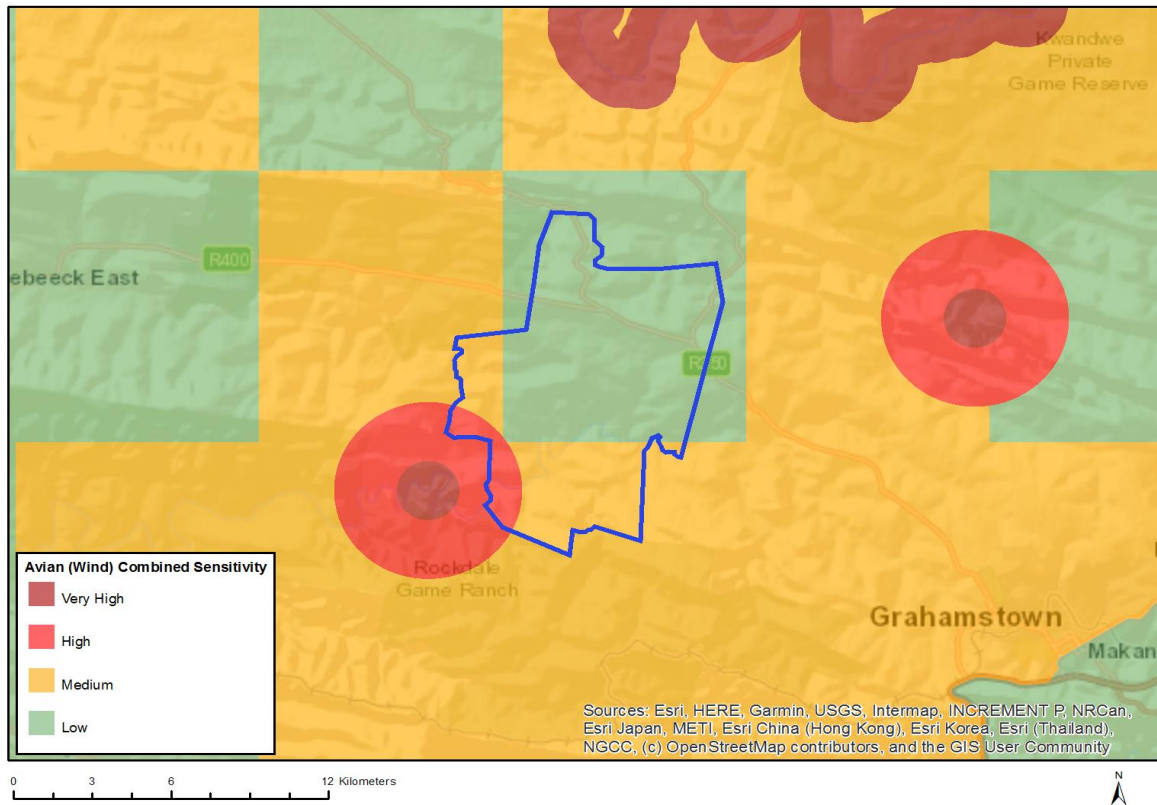 Kwandwe
Private
Game Reserve
R400
ebeeck East
R350
Rockdale
Game Ranch
Grahamstown
Makan
Avian (Wind) Combined Sensitivity
Very High
High
Medium
Low
Sources: Esri, HERE, Garmin, USGS, Intermap, INCREMENT P, NRCan,
Esri Japan, METI, Esri China (Hong Kong), Esri Korea, Esri (Thailand),
NGCC, (c) OpenStreetMap contributors, and the GIS User Community
0 3 6 12 Kilometers
N